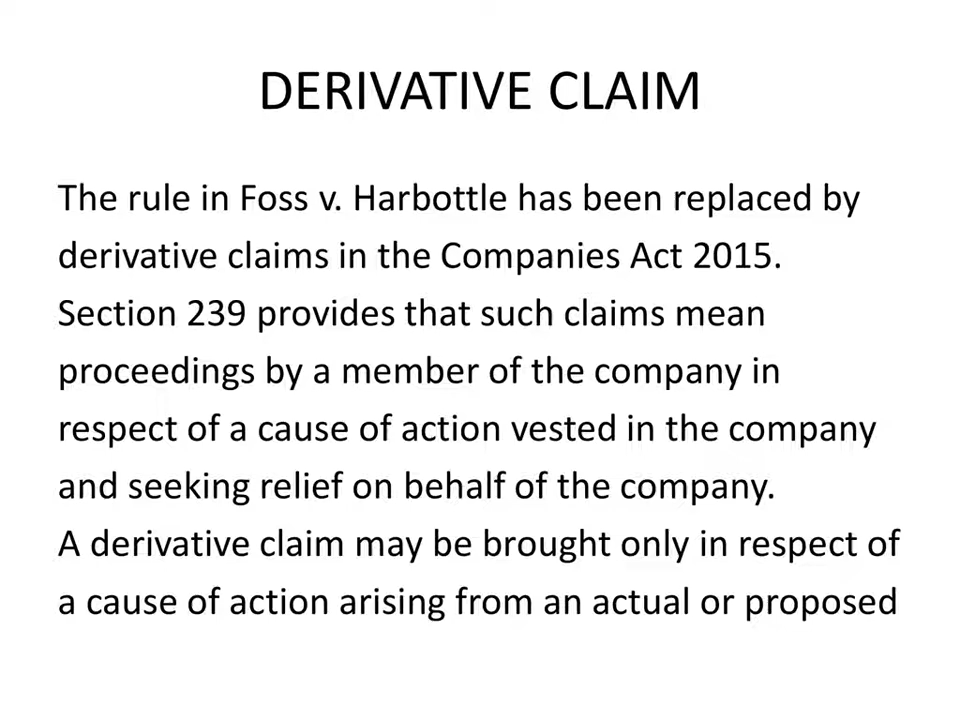 DERIVATIVE CLAIM
The rule in Foss v. Harbottle has been replaced by
derivative claims in the Companies Act 2015.
Section 239 provides that such claims mean
proceedings by a member of the company in
respect of a cause of action vested in the company
and seeking relief on behalf of the company.
A derivative claim may be brought only in respect of
a cause of action arising from an actual or proposed